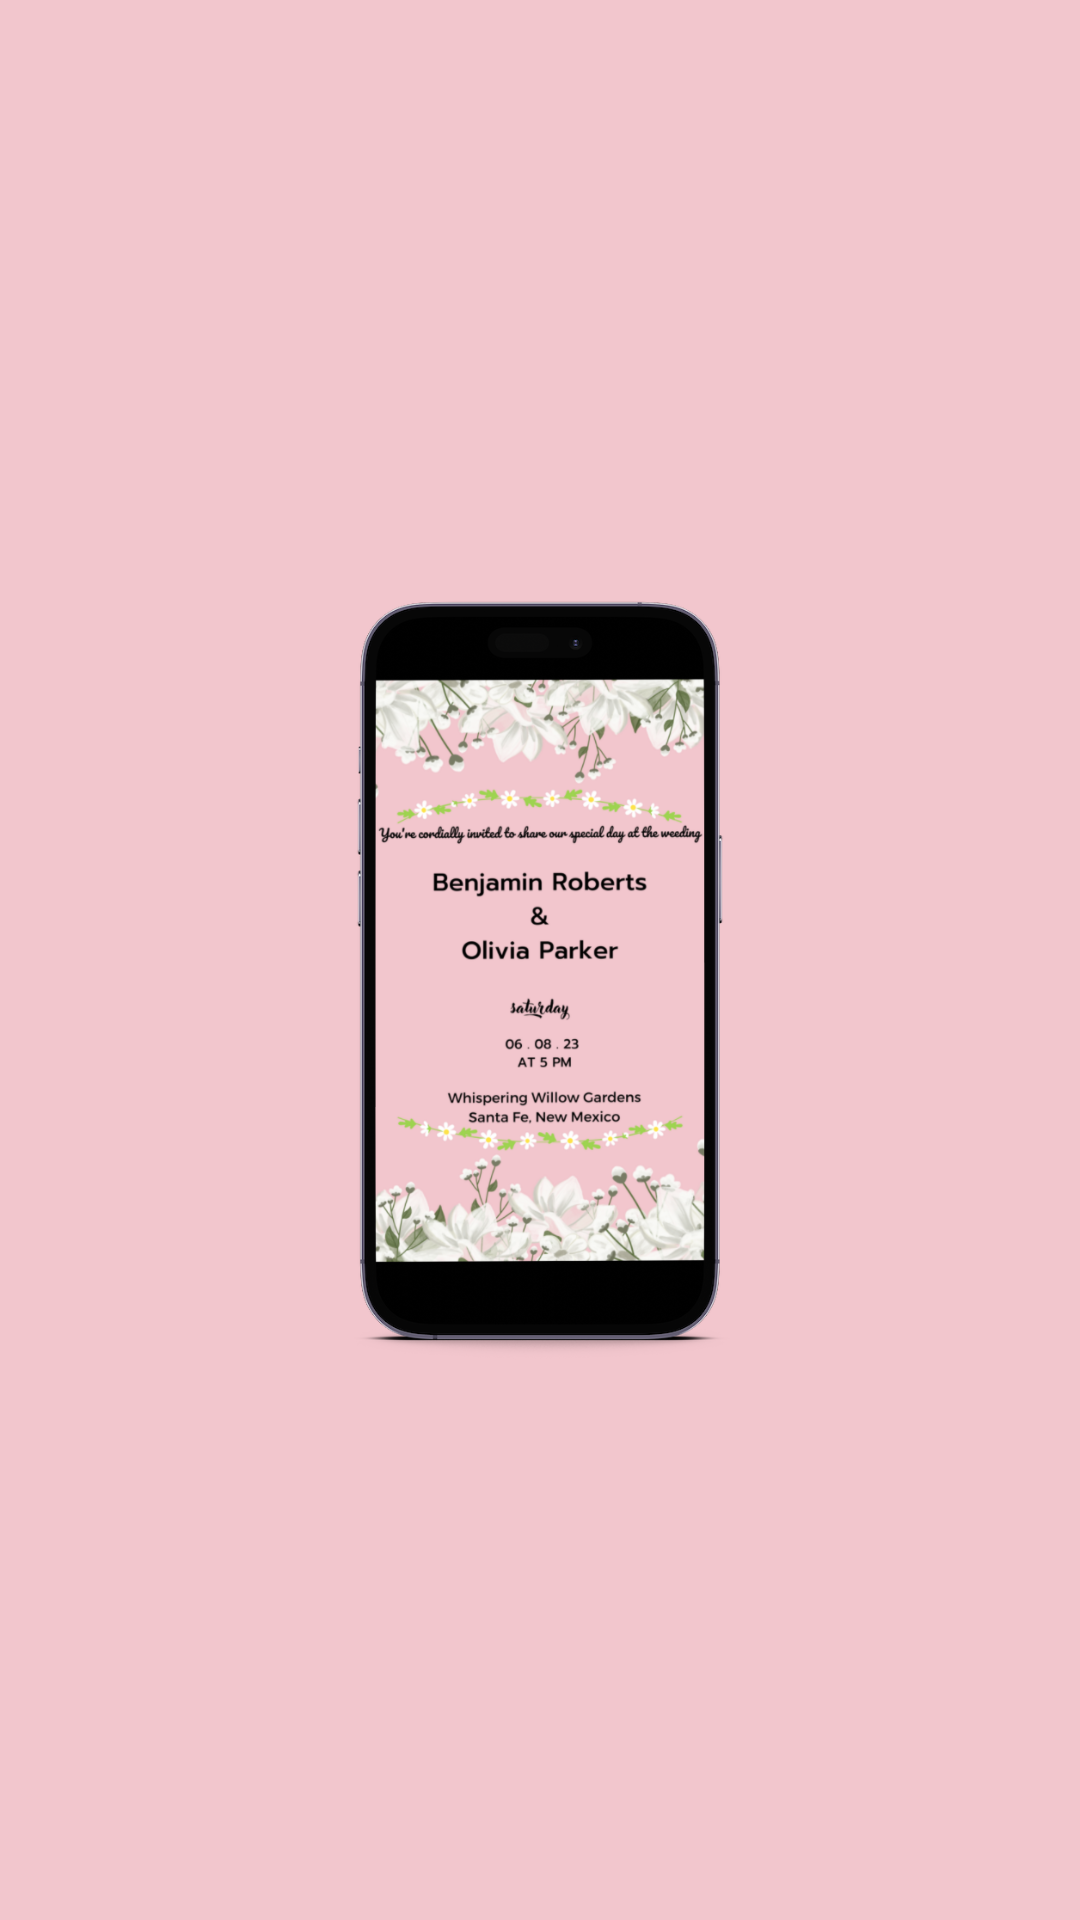 You're cordially invited to share our special day at the weeding
Benjamin Roberts
&
Olivia Parker
saturday
06 . 08 . 23
AT 5 PM
Whispering Willow Gardens
Santa Fe, New Mexico